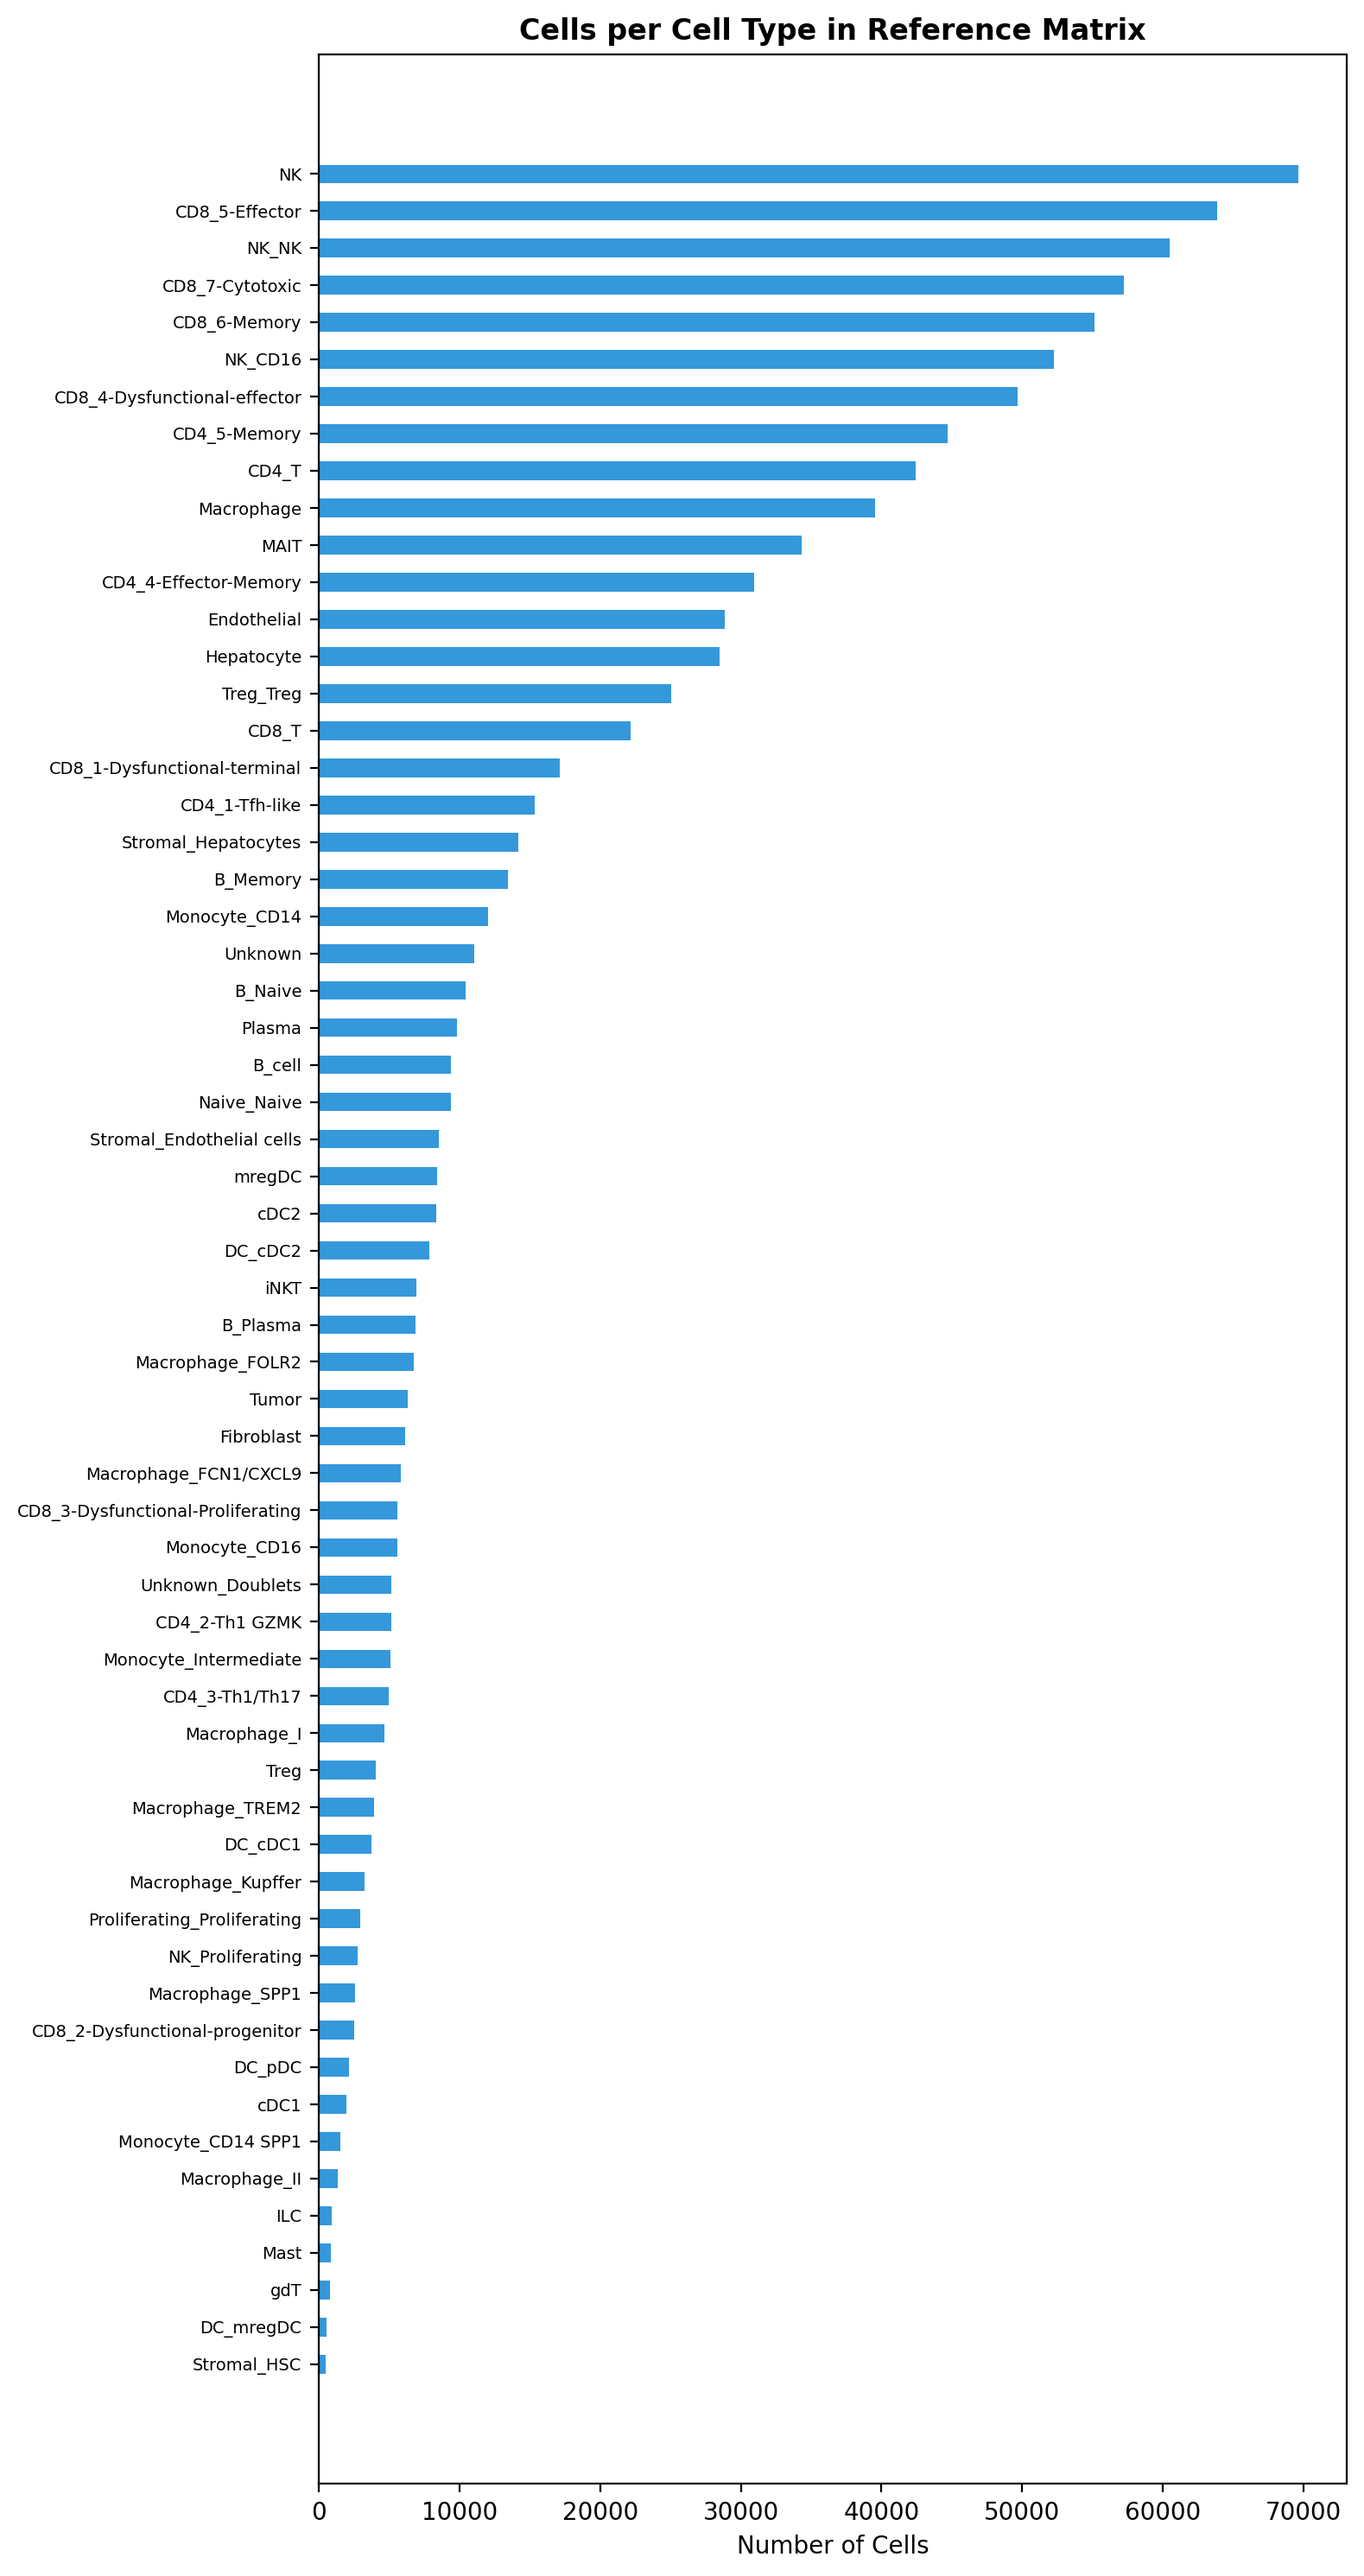 Cells per Cell Type in Reference Matrix
NK
CD8_5-Effector
NK_NK
CD8_7-Cytotoxic
CD8_6-Memory
NK_CD16
CD8_4-Dysfunctional-effector
CD4_5-Memory
CD4_T
Macrophage
MAIT
CD4_4-Effector-Memory
Endothelial
Hepatocyte
Treg_Treg
CD8_T
CD8_1-Dysfunctional-terminal
CD4_1-Tfh-like
Stromal_Hepatocytes
B_Memory
Monocyte_CD14
Unknown
B_Naive
Plasma
B_cell
Naive_Naive
Stromal_Endothelial cells
mregDC
cDC2
DC_cDC2
iNKT
B_Plasma
Macrophage_FOLR2
Tumor
Fibroblast
Macrophage_FCN1/CXCL9
CD8_3-Dysfunctional-Proliferating
Monocyte_CD16
Unknown_Doublets
CD4_2-Th1 GZMK
Monocyte_Intermediate
CD4_3-Th1/Th17
Macrophage_I
Treg
Macrophage_TREM2
DC_cDC1
Macrophage_Kupffer
Proliferating_Proliferating
NK_Proliferating
Macrophage_SPP1
CD8_2-Dysfunctional-progenitor
DC_pDC
cDC1
Monocyte_CD14 SPP1
Macrophage_II
ILC
Mast
gdT
DC_mregDC
Stromal_HSC
0 10000 20000 30000 40000 50000 60000 70000
Number of Cells